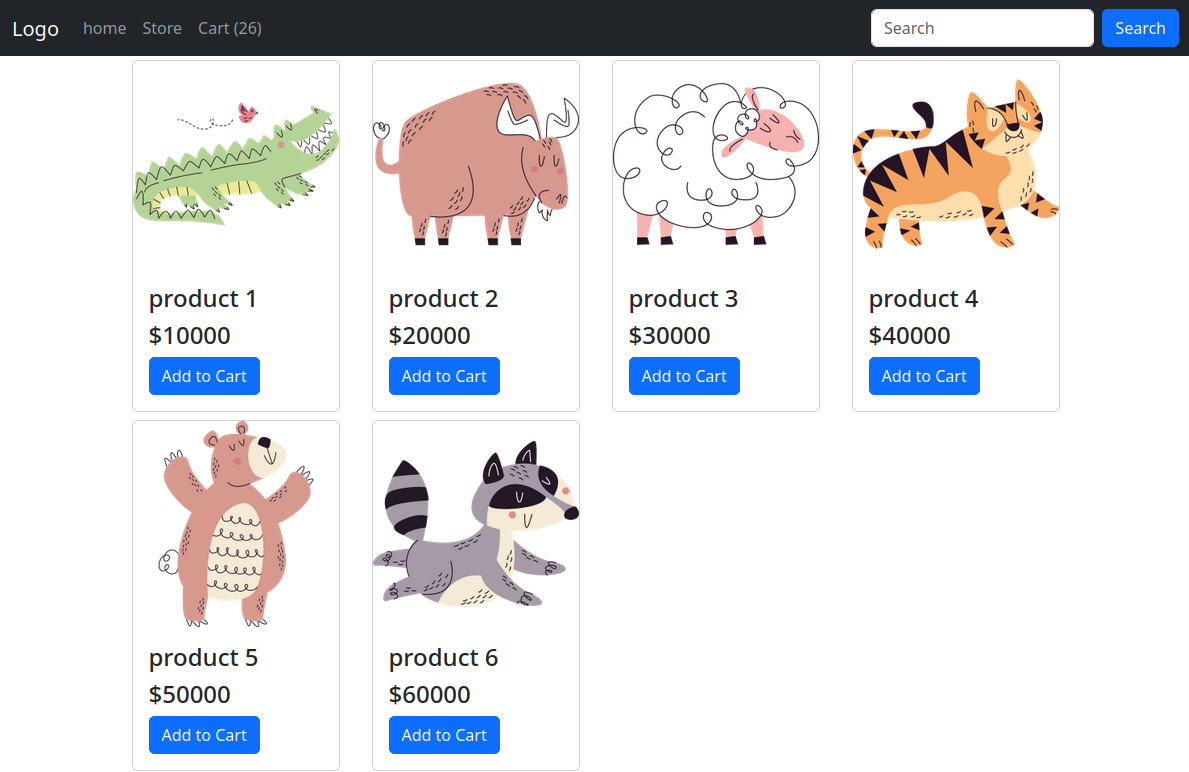 Logo home Store Cart (26) Search Search
product 1
$10000
Add to Cart
product 2
$20000
Add to Cart
product 3
$30000
Add to Cart
product 4
$40000
Add to Cart
product 5
$50000
Add to Cart
product 6
$60000
Add to Cart